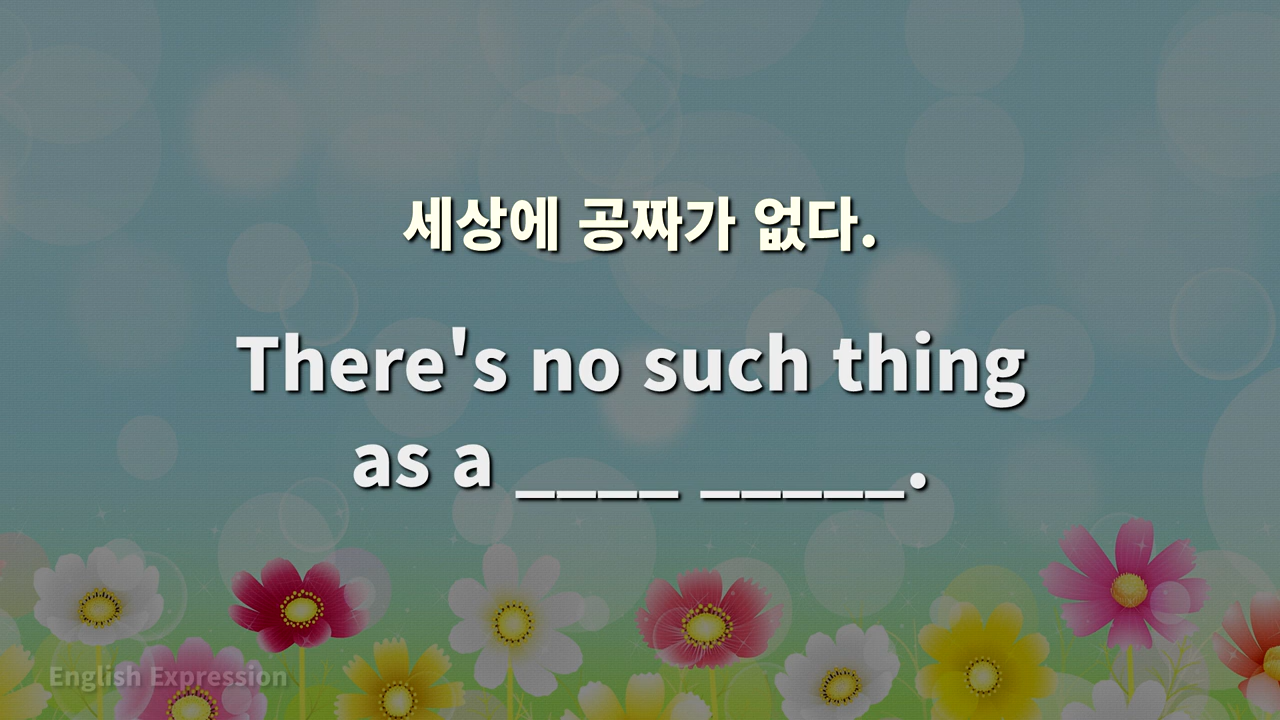 세상에 공짜가 없다.
There's no such thing
as a ____ _____.
English Expression